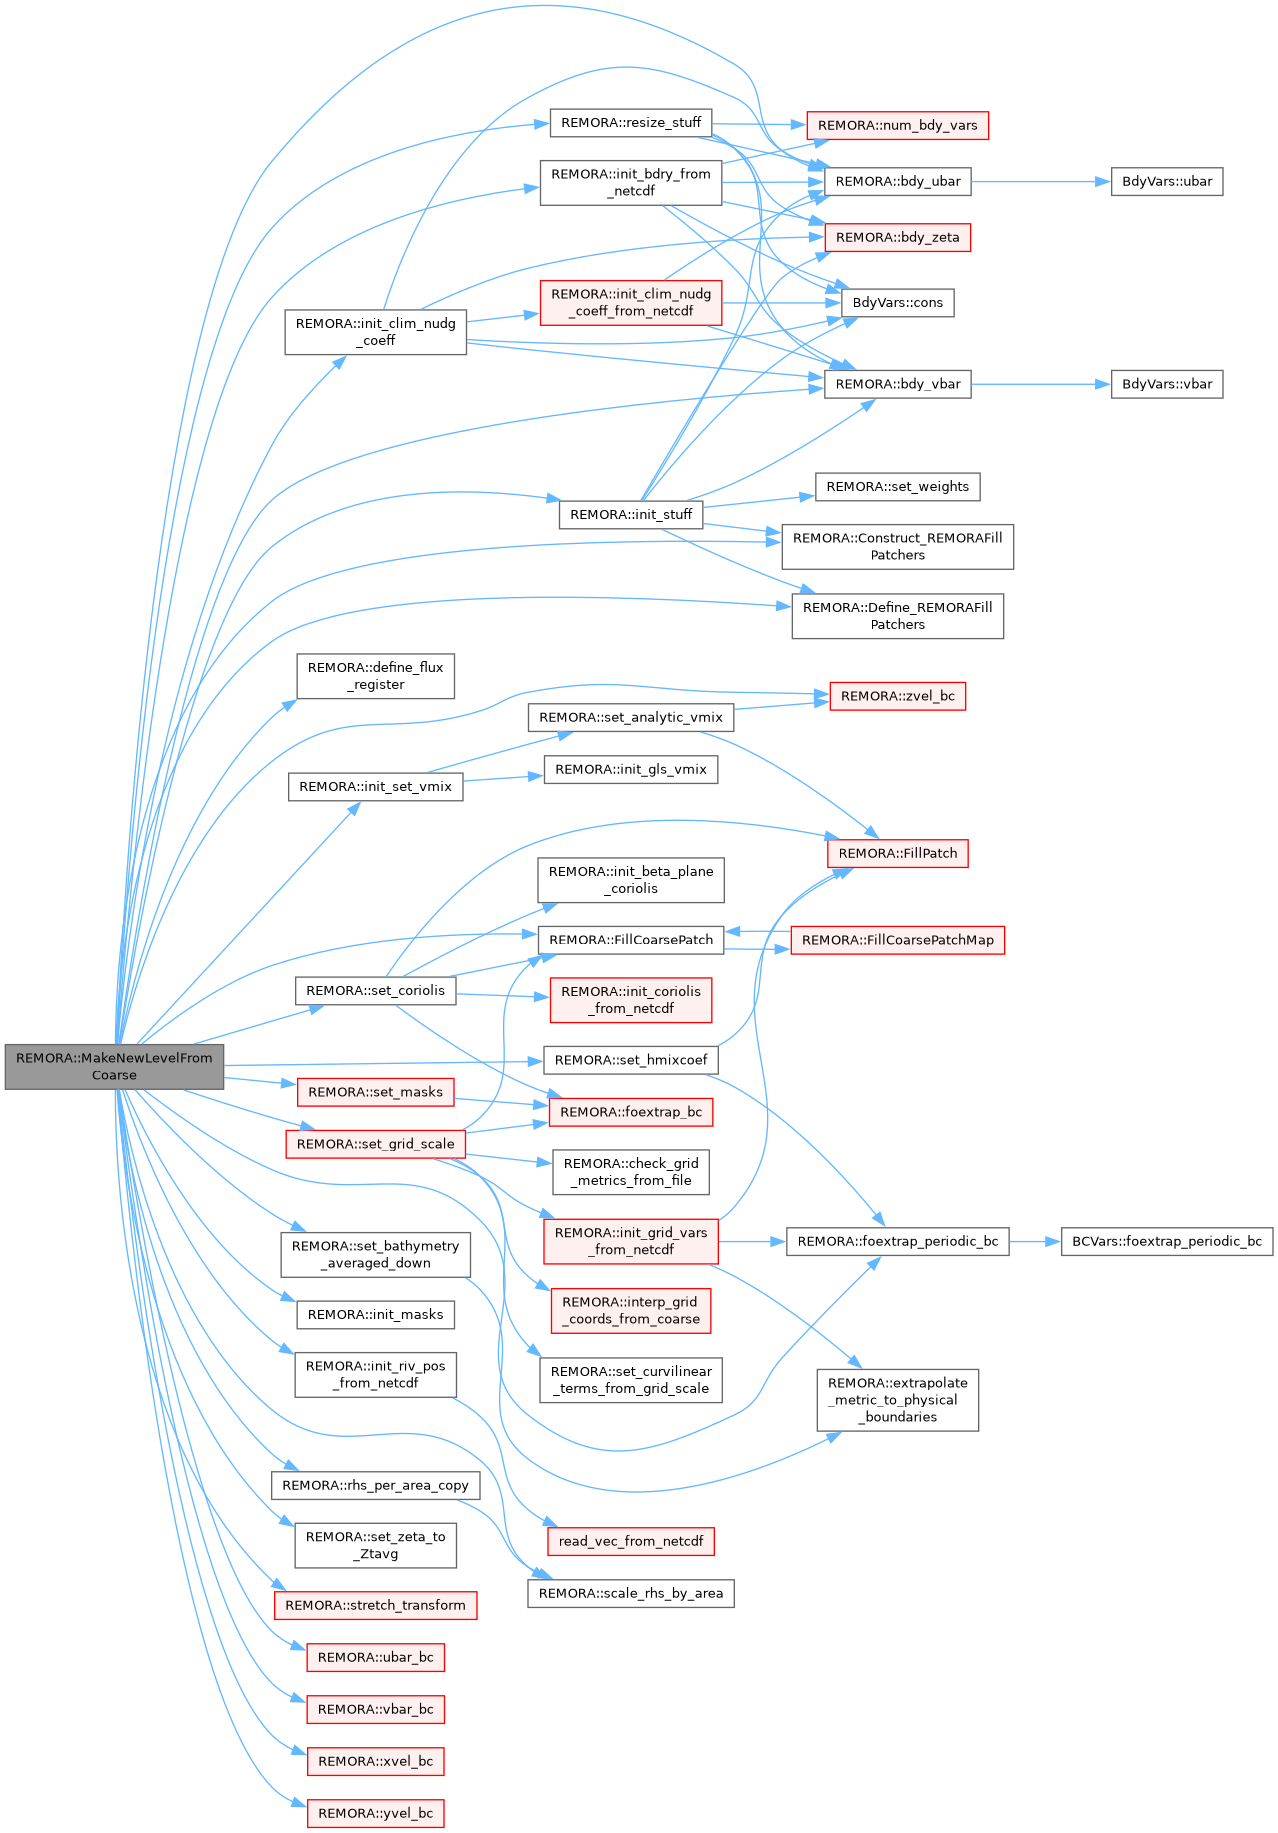 REMORA::MakeNewLevelFrom
Coarse
REMORA::resize_stuff
REMORA::num_bdy_vars
REMORA::init_bdry_from
_netcdf
REMORA::bdy_ubar
BdyVars::ubar
REMORA::bdy_zeta
REMORA::init_clim_nudg
_coeff_from_netcdf
BdyVars::cons
REMORA::init_clim_nudg
_coeff
REMORA::bdy_vbar
BdyVars::vbar
REMORA::set_weights
REMORA::init_stuff
REMORA::Construct_REMORAFill
Patchers
REMORA::Define_REMORAFill
Patchers
REMORA::define_flux
_register
REMORA::zvel_bc
REMORA::set_analytic_vmix
REMORA::init_gls_vmix
REMORA::init_set_vmix
REMORA::FillPatch
REMORA::init_beta_plane
_coriolis
REMORA::FillCoarsePatch
REMORA::FillCoarsePatchMap
REMORA::set_coriolis
REMORA::init_coriolis
_from_netcdf
REMORA::set_hmixcoef
REMORA::set_masks
REMORA::foextrap_bc
REMORA::set_grid_scale
REMORA::check_grid
_metrics_from_file
REMORA::init_grid_vars
_from_netcdf
REMORA::foextrap_periodic_bc
BCVars::foextrap_periodic_bc
REMORA::set_bathymetry
_averaged_down
REMORA::interp_grid
_coords_from_coarse
REMORA::init_masks
REMORA::init_riv_pos
_from_netcdf
REMORA::set_curvilinear
_terms_from_grid_scale
REMORA::extrapolate
_metric_to_physical
_boundaries
REMORA::rhs_per_area_copy
REMORA::set_zeta_to
_Ztavg
read_vec_from_netcdf
REMORA::scale_rhs_by_area
REMORA::stretch_transform
REMORA::ubar_bc
REMORA::vbar_bc
REMORA::xvel_bc
REMORA::yvel_bc